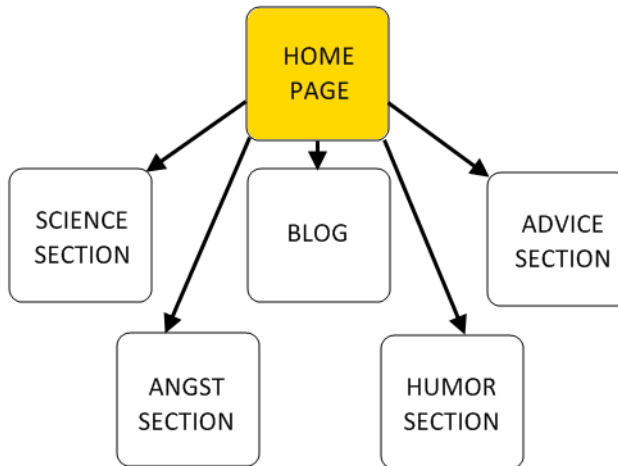 HOME
PAGE
SCIENCE
SECTION
BLOG
ADVICE
SECTION
ANGST
SECTION
HUMOR
SECTION